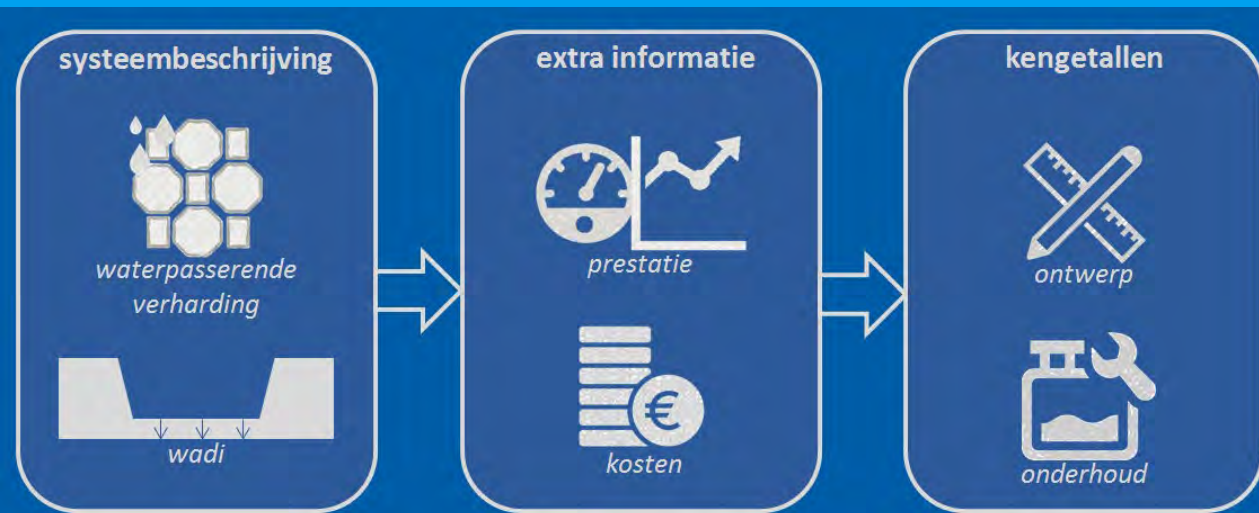 systeembeschrijving
waterpasserende
verharding
wadi
extra informatie
prestatie
€
kosten
kengetallen
ontwerp
onderhoud